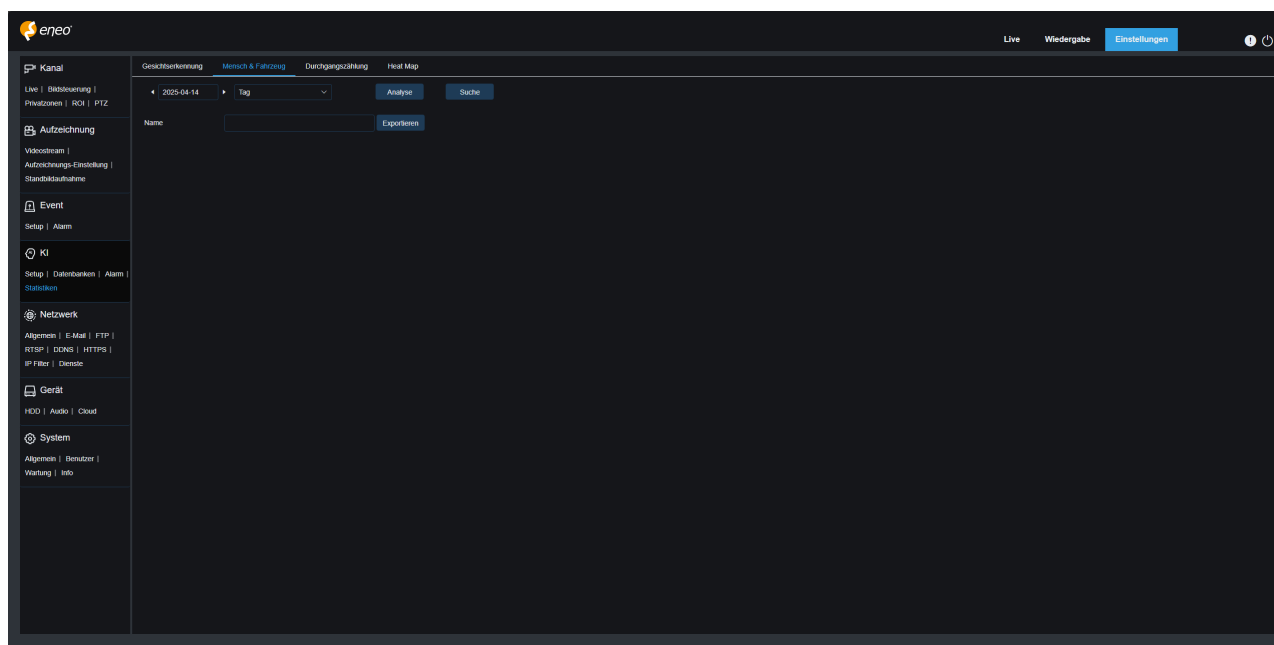 eneo
Live Wiedergabe Einstellungen
Kanal
Live | Bildsteuerung |
Privatzonen | ROI | PTZ
Aufzeichnung
Videostream |
Aufzeichnungs-Einstellung |
Standbildaufnahme
Event
Setup | Alarm
KI
Setup | Datenbanken | Alarm |
Statistiken
Netzwerk
Allgemein | E-Mail | FTP |
RTSP | DDNS | HTTPS |
IP Filter | Dienste
Gerät
HDD | Audio | Cloud
System
Allgemein | Benutzer |
Wartung | Info
Gesichtserkennung Mensch & Fahrzeug Durchgangszählung Heat Map
2025-04-14 Tag Analyse Suche
Name Exportieren